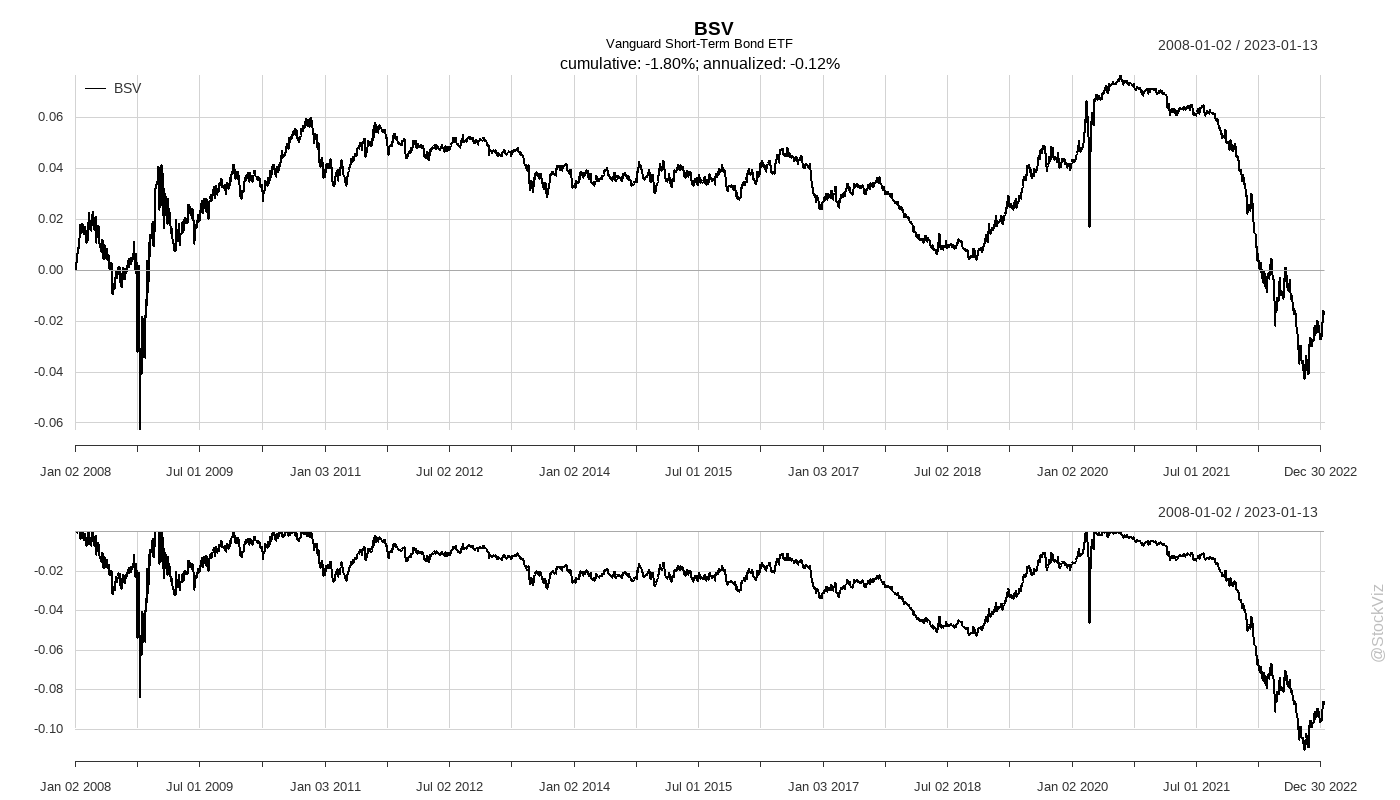 BSV
Vanguard Short-Term Bond ETF
2008-01-02 / 2023-01-13
cumulative: -1.80%; annualized: -0.12%
BSV
0.06
0.04
0.02
0.00
-0.02
-0.04
-0.06
Jan 02 2008 Jul 01 2009 Jan 03 2011 Jul 02 2012 Jan 02 2014 Jul 01 2015 Jan 03 2017 Jul 02 2018 Jan 02 2020 Jul 01 2021 Dec 30 2022
2008-01-02 / 2023-01-13
-0.02
-0.04
-0.06
-0.08
-0.10
Jan 02 2008 Jul 01 2009 Jan 03 2011 Jul 02 2012 Jan 02 2014 Jul 01 2015 Jan 03 2017 Jul 02 2018 Jan 02 2020 Jul 01 2021 Dec 30 2022
@StockViz